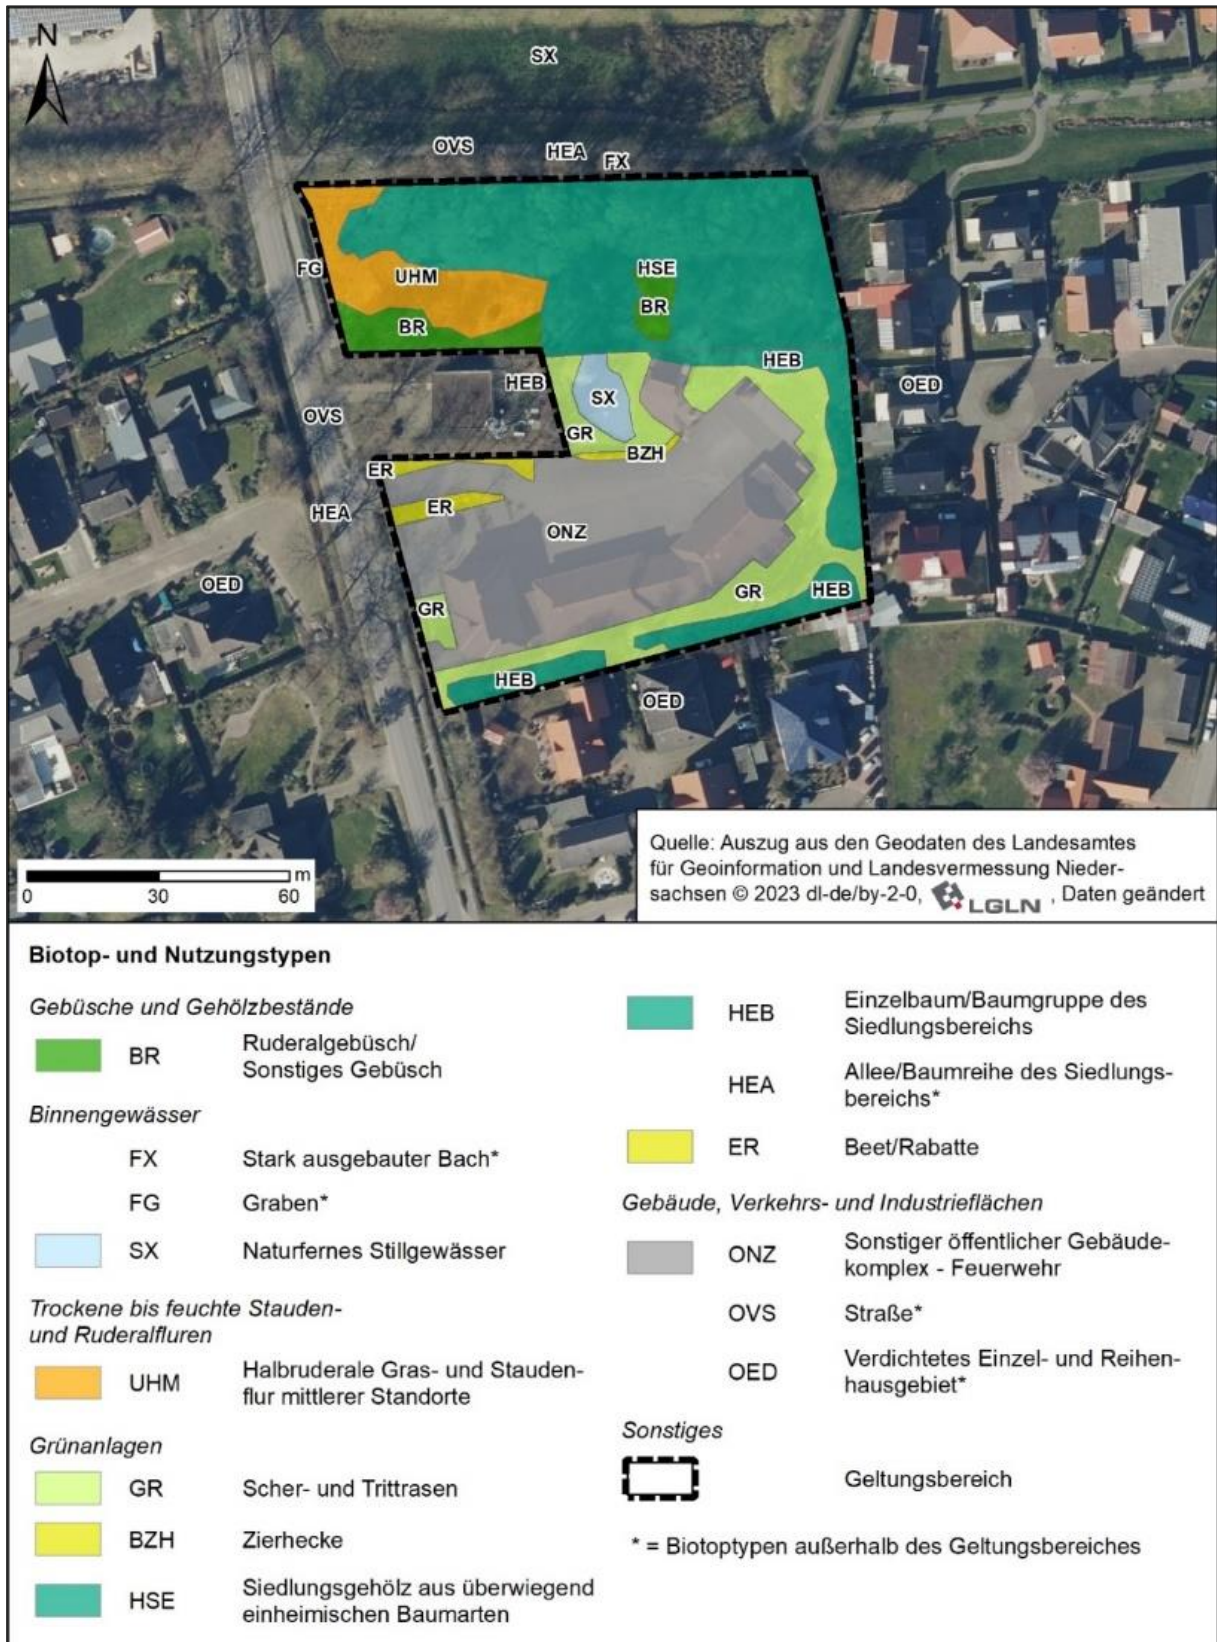 N
SX
OVS
HEA
FX
FG
UHM
HSE
BR
BR
HEB
HEB
OED
SX
OVS
GR
BZH
ER
ER
HEA
ONZ
OED
GR
GR
HEB
HEB
OED
m
0 30 60
Quelle: Auszug aus den Geodaten des Landesamtes
für Geoinformation und Landesvermessung Nieder-
sachsen © 2023 dl-de/by-2-0, LGLN , Daten geändert
Biotop- und Nutzungstypen
Gebüsche und Gehölzbestände
BR Ruderalgebüsch/
Sonstiges Gebüsch
Binnengewässer
FX Stark ausgebauter Bach*
FG Graben*
SX Naturfernes Stillgewässer
Trockene bis feuchte Stauden-
und Ruderalfluren
UHM Halbruderale Gras- und Stauden-
flur mittlerer Standorte
Grünanlagen
GR Scher- und Trittrasen
BZH Zierhecke
HSE Siedlungsgehölz aus überwiegend
einheimischen Baumarten
HEB Einzelbaum/Baumgruppe des
Siedlungsbereichs
HEA Allee/Baumreihe des Siedlungs-
bereichs*
ER Beet/Rabatte
Gebäude, Verkehrs- und Industrieflächen
ONZ Sonstiger öffentlicher Gebäude-
komplex - Feuerwehr
OVS Straße*
OED Verdichtetes Einzel- und Reihen-
hausgebiet*
Sonstiges
Geltungsbereich
* = Biotoptypen außerhalb des Geltungsbereiches